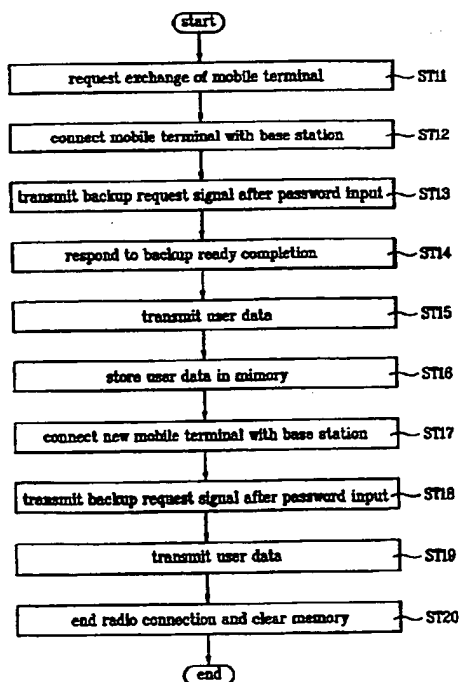 start
request exchange of mobile terminal
ST11
connect mobile terminal with base station
ST12
transmit backup request signal after password input
ST13
respond to backup ready completion
ST14
transmit user data
ST15
store user data in mimory
ST16
connect new mobile terminal with base station
ST17
transmit backup request signal after password input
ST18
transmit user data
ST19
end radio connection and clear memory
ST20
end